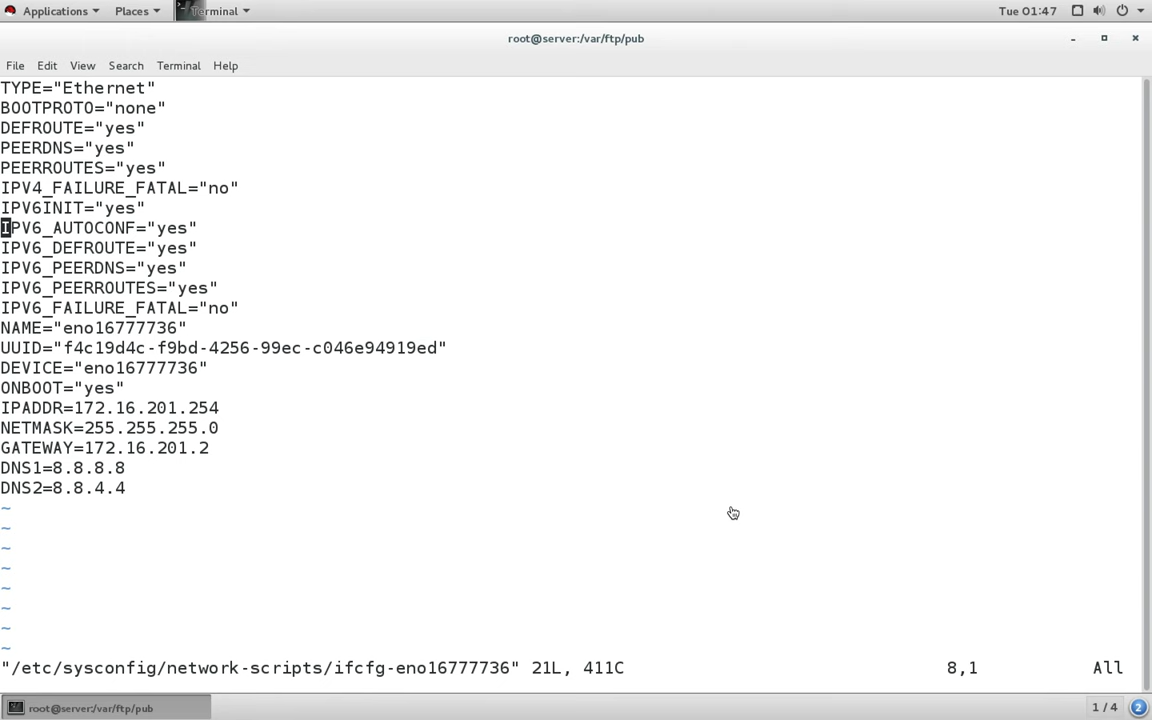 Applications Places Terminal Tue 01:47
root@server:/var/ftp/pub
File Edit View Search Terminal Help
TYPE="Ethernet"
BOOTPROTO="none"
DEFROUTE="yes"
PEERDNS="yes"
PEERROUTES="yes"
IPV4_FAILURE_FATAL="no"
IPV6INIT="yes"
IPV6_AUTOCONF="yes"
IPV6_DEFROUTE="yes"
IPV6_PEERDNS="yes"
IPV6_PEERROUTES="yes"
IPV6_FAILURE_FATAL="no"
NAME="eno16777736"
UUID="f4c19d4c-f9bd-4256-99ec-c046e94919ed"
DEVICE="eno16777736"
ONBOOT="yes"
IPADDR=172.16.201.254
NETMASK=255.255.255.0
GATEWAY=172.16.201.2
DNS1=8.8.8.8
DNS2=8.8.4.4
~
~
~
~
~
~
~
~
"/etc/sysconfig/network-scripts/ifcfg-eno16777736" 21L, 411C 8,1 All
root@server:/var/ftp/pub 1 / 4 2